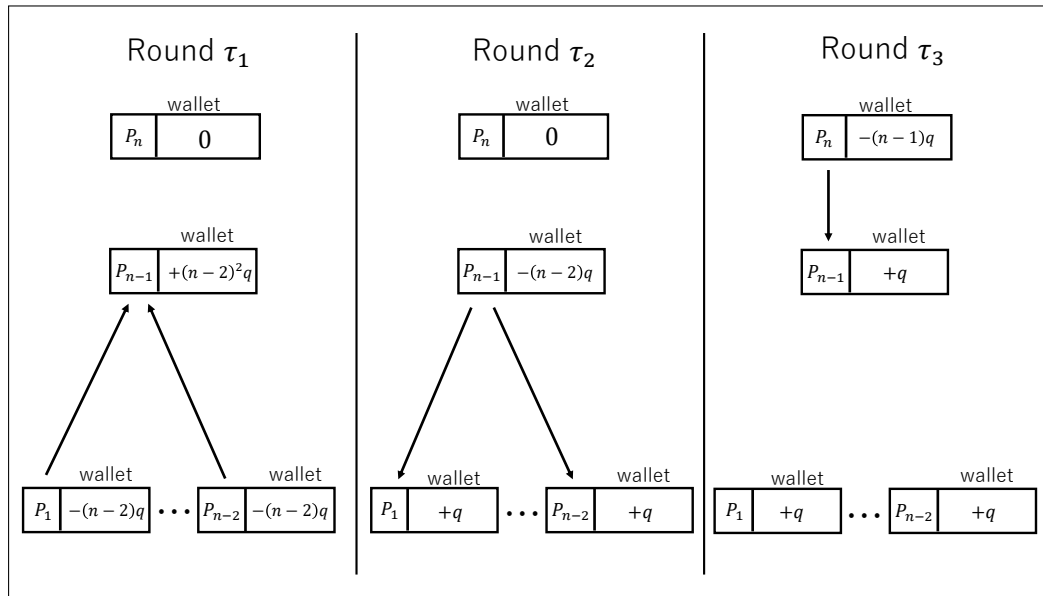 Round τ₁
wallet
Pₙ 0
wallet
Pₙ₋₁ +(n − 2)²q
wallet
P₁ −(n − 2)q
...
wallet
Pₙ₋₂ −(n − 2)q
Round τ₂
wallet
Pₙ 0
wallet
Pₙ₋₁ −(n − 2)q
wallet
P₁ +q
...
wallet
Pₙ₋₂ +q
Round τ₃
wallet
Pₙ −(n − 1)q
wallet
Pₙ₋₁ +q
wallet
P₁ +q
...
wallet
Pₙ₋₂ +q